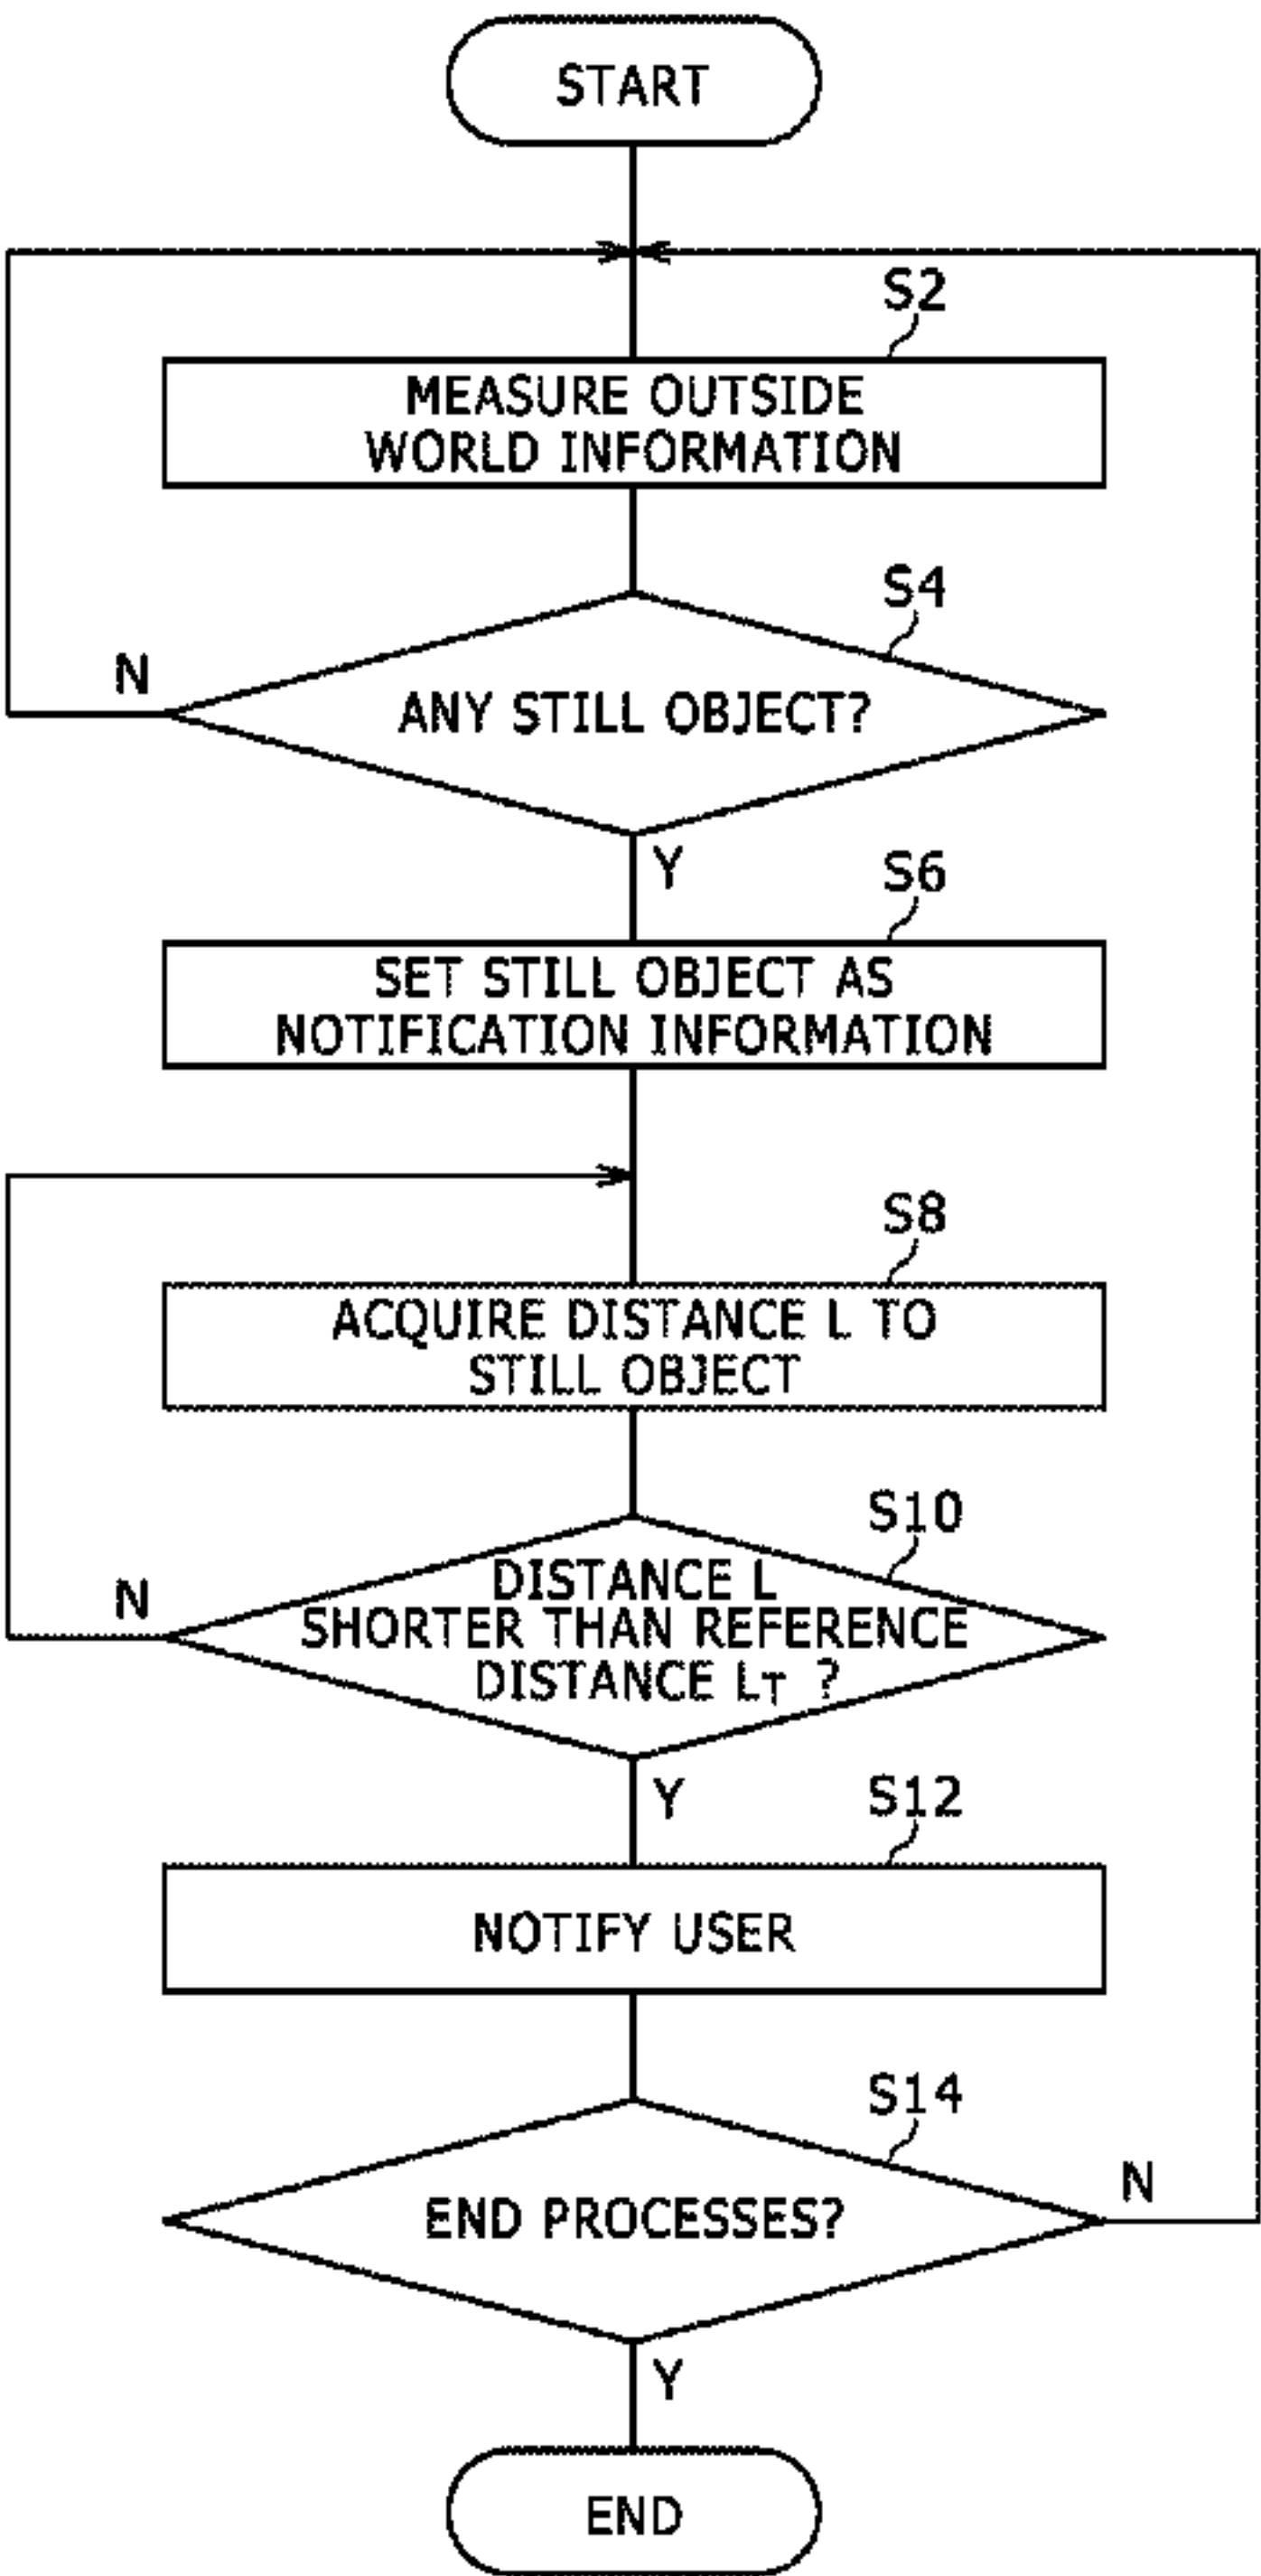 START
S2
MEASURE OUTSIDE
WORLD INFORMATION
S4
N
ANY STILL OBJECT?
Y
S6
SET STILL OBJECT AS
NOTIFICATION INFORMATION
S8
ACQUIRE DISTANCE L TO
STILL OBJECT
S10
N
DISTANCE L
SHORTER THAN REFERENCE
DISTANCE LT ?
Y
S12
NOTIFY USER
S14
N
END PROCESSES?
Y
END